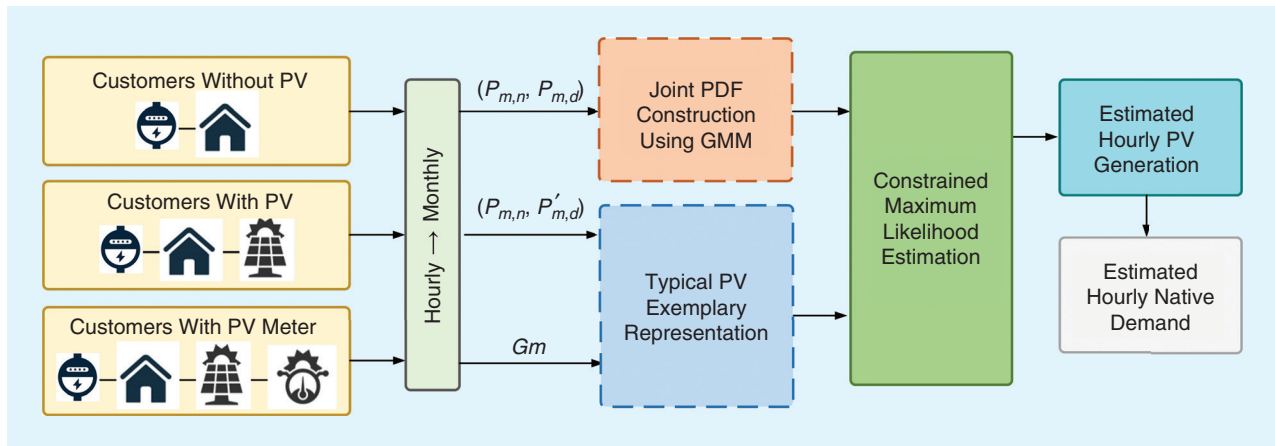 Customers Without PV
Customers With PV
Customers With PV Meter
Hourly → Monthly
(P_{m,n}, P_{m,d})
(P_{m,n}, P'_{m,d})
Gm
Joint PDF
Construction
Using GMM
Typical PV
Exemplary
Representation
Constrained
Maximum
Likelihood
Estimation
Estimated
Hourly PV
Generation
Estimated
Hourly Native
Demand